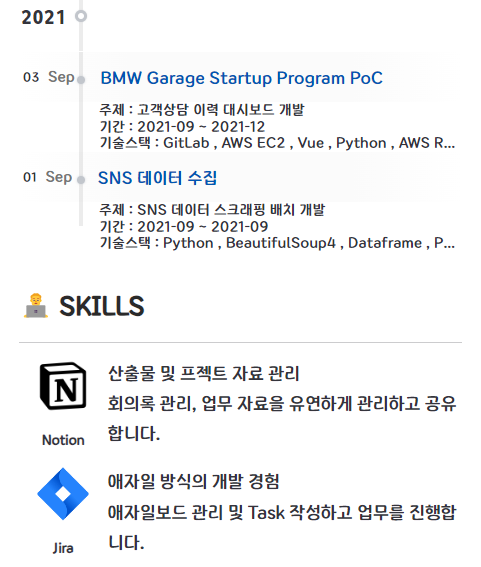 2021
03 Sep BMW Garage Startup Program PoC
주제 : 고객상담 이력 대시보드 개발
기간 : 2021-09 ~ 2021-12
기술스택 : GitLab , AWS EC2 , Vue , Python , AWS R...
01 Sep SNS 데이터 수집
주제 : SNS 데이터 스크래핑 배치 개발
기간 : 2021-09 ~ 2021-09
기술스택 : Python , BeautifulSoup4 , Dataframe , P...
SKILLS
산출물 및 프젝트 자료 관리
회의록 관리, 업무 자료을 유연하게 관리하고 공유
합니다.
Notion
애자일 방식의 개발 경험
애자일보드 관리 및 Task 작성하고 업무를 진행합
니다.
Jira